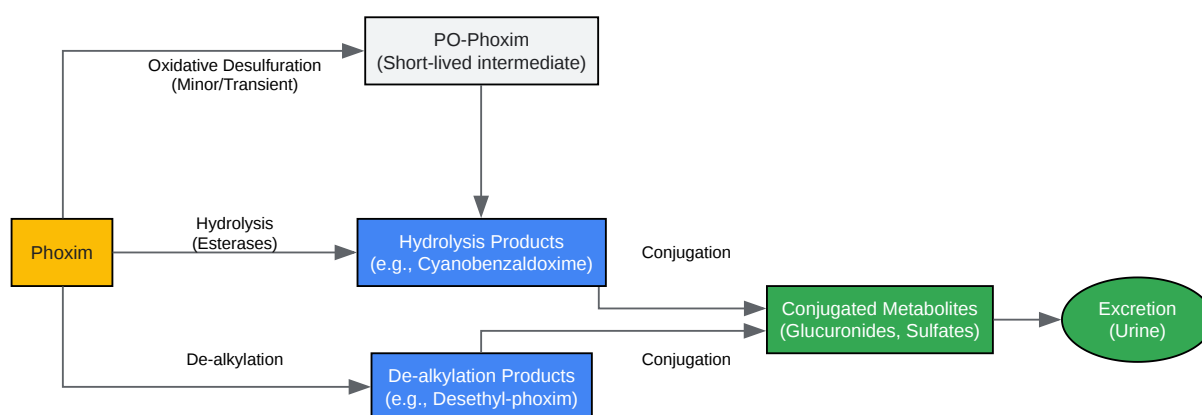 PO-Phoxim
(Short-lived intermediate)
Oxidative Desulfuration
(Minor/Transient)
Phoxim
Hydrolysis
(Esterases)
Hydrolysis Products
(e.g., Cyanobenzaldoxime)
Conjugation
Conjugated Metabolites
(Glucuronides, Sulfates)
Excretion
(Urine)
De-alkylation
De-alkylation Products
(e.g., Desethyl-phoxim)
Conjugation